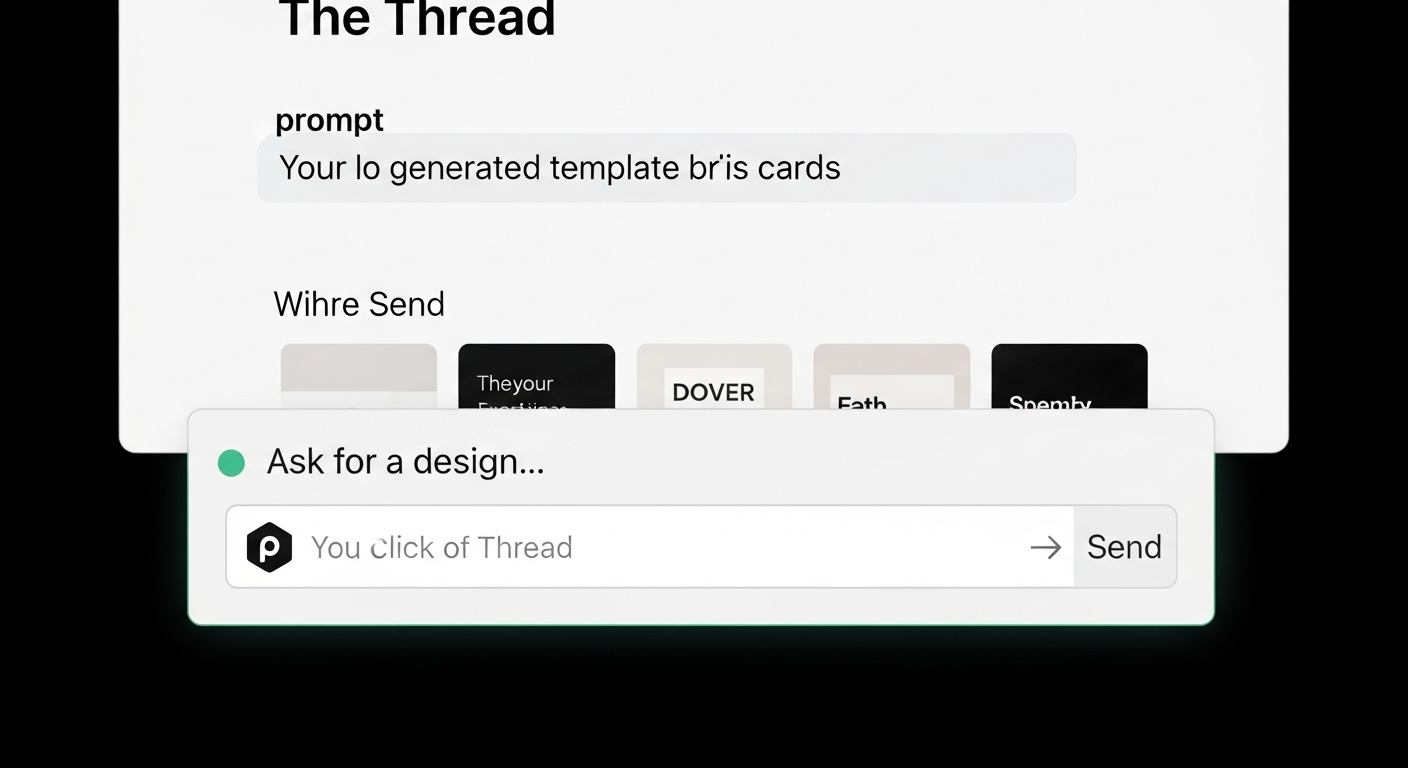 The Thread
prompt
Your lo generated template br'is cards
Wihre Send
Theyour
DOVER
Fath
Ask for a design...
You click of Thread
Send